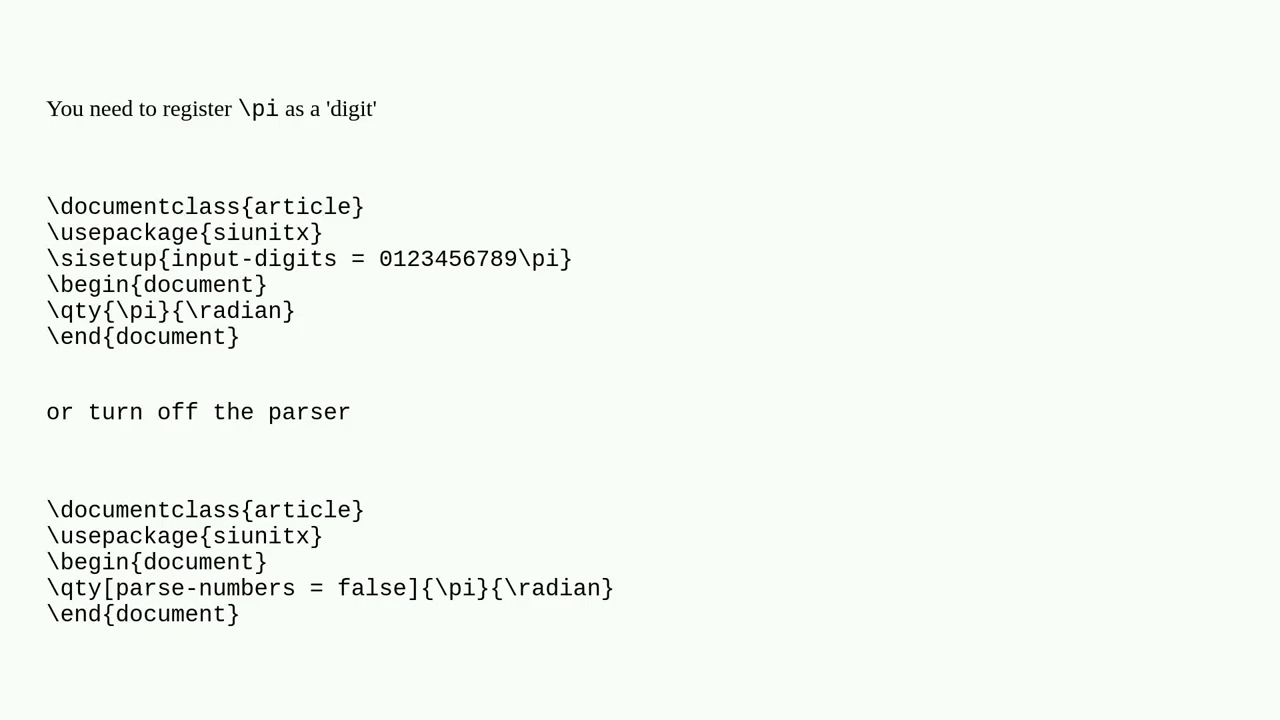 You need to register \pi as a 'digit'
\documentclass{article}
\usepackage{siunitx}
\sisetup{input-digits = 0123456789\pi}
\begin{document}
\qty{\pi}{\radian}
\end{document}
or turn off the parser
\documentclass{article}
\usepackage{siunitx}
\begin{document}
\qty[parse-numbers = false]{\pi}{\radian}
\end{document}